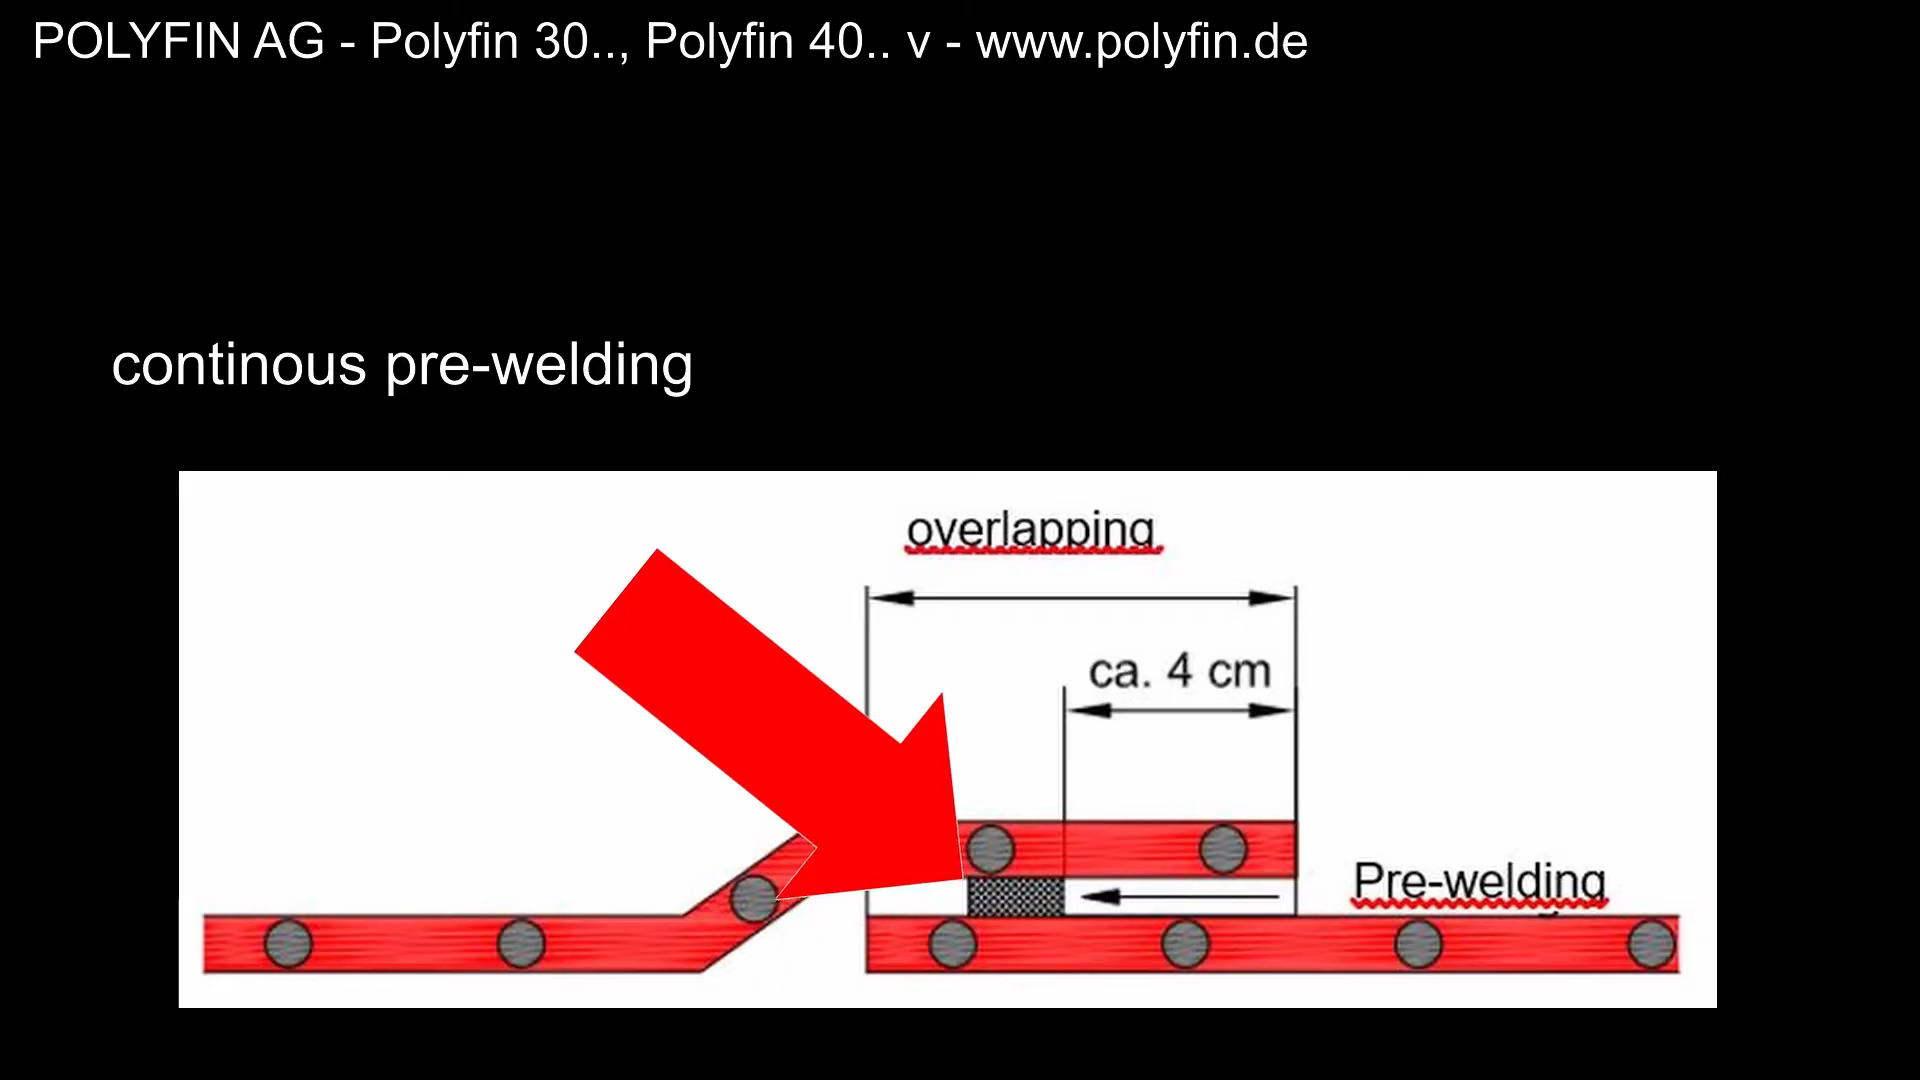 POLYFIN AG - Polyfin 30.., Polyfin 40.. v - www.polyfin.de
continous pre-welding
overlapping
ca. 4 cm
Pre-welding